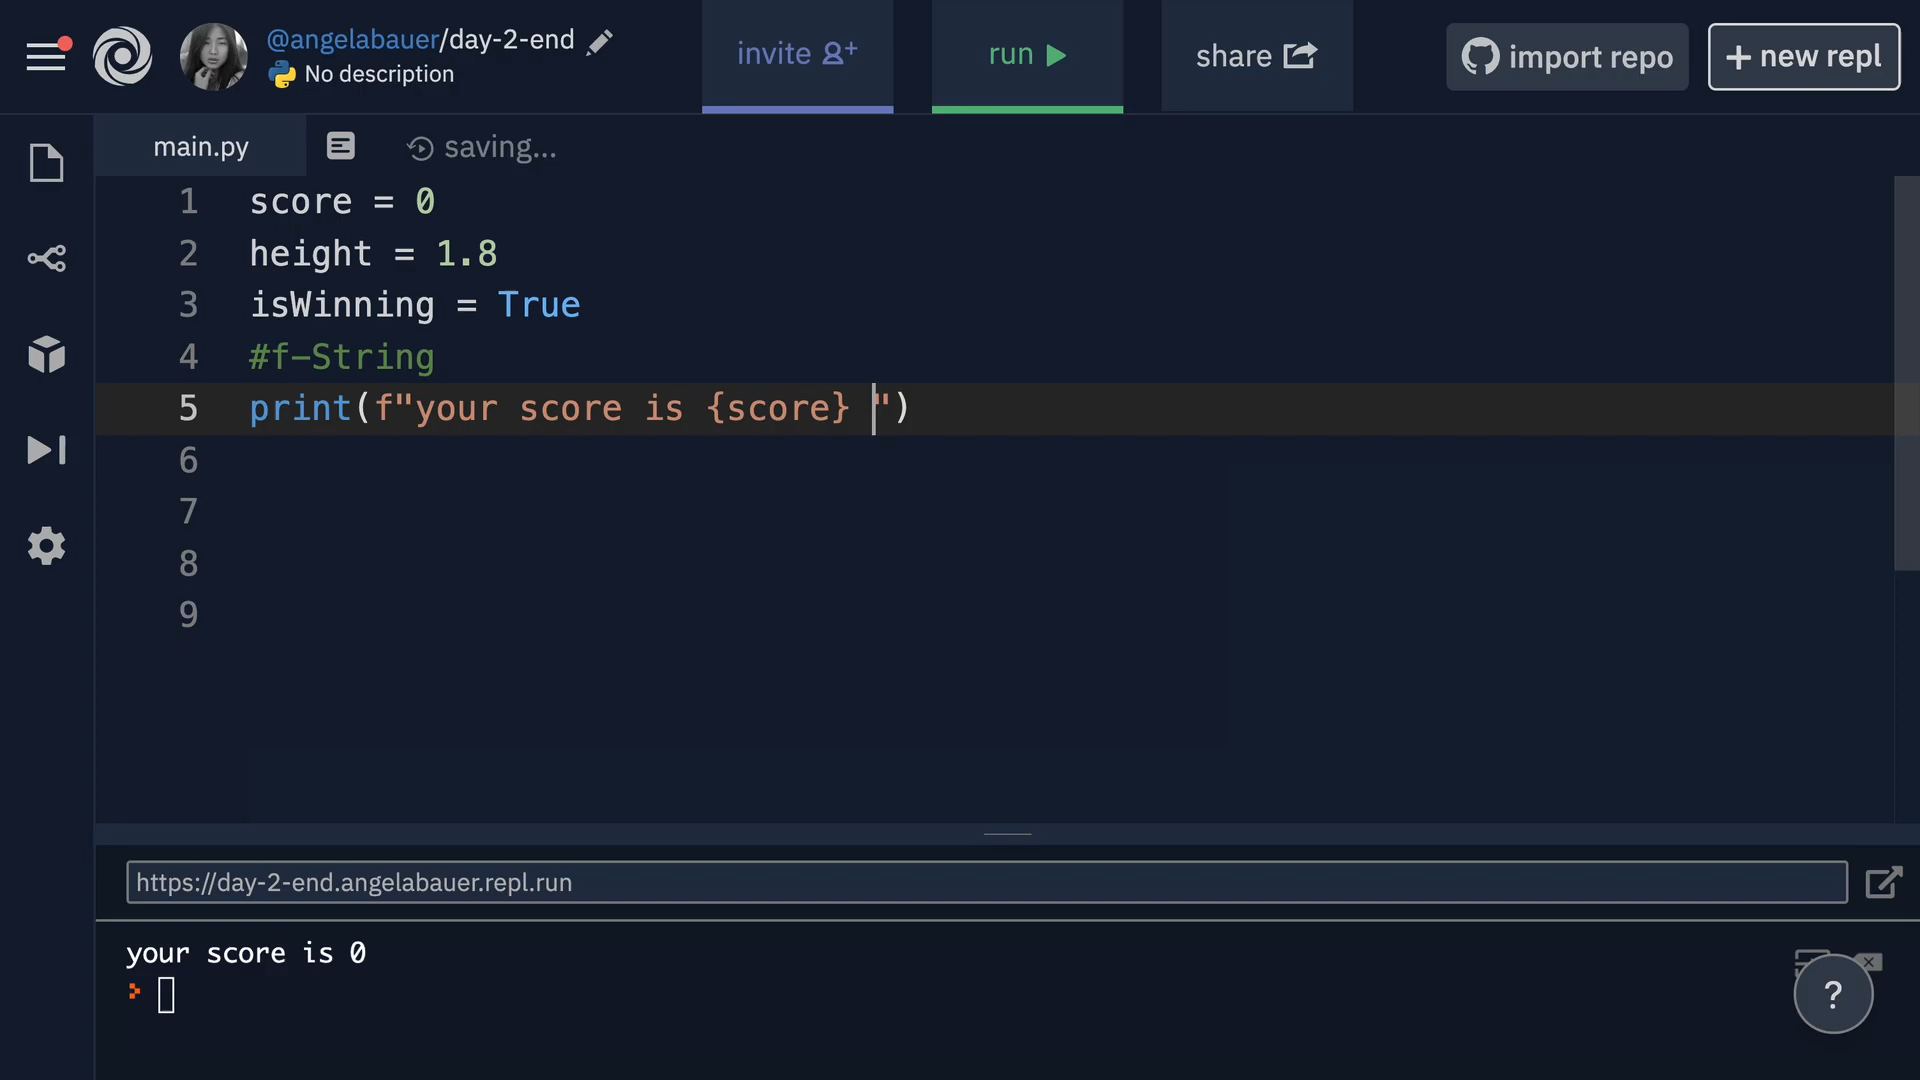 @angelabauer/day-2-end
No description
invite
run
share
import repo
+ new repl
main.py
saving...
1 score = 0
2 height = 1.8
3 isWinning = True
4 #f-String
5 print(f"your score is {score} ")
6
7
8
9
https://day-2-end.angelabauer.repl.run
your score is 0
>
?